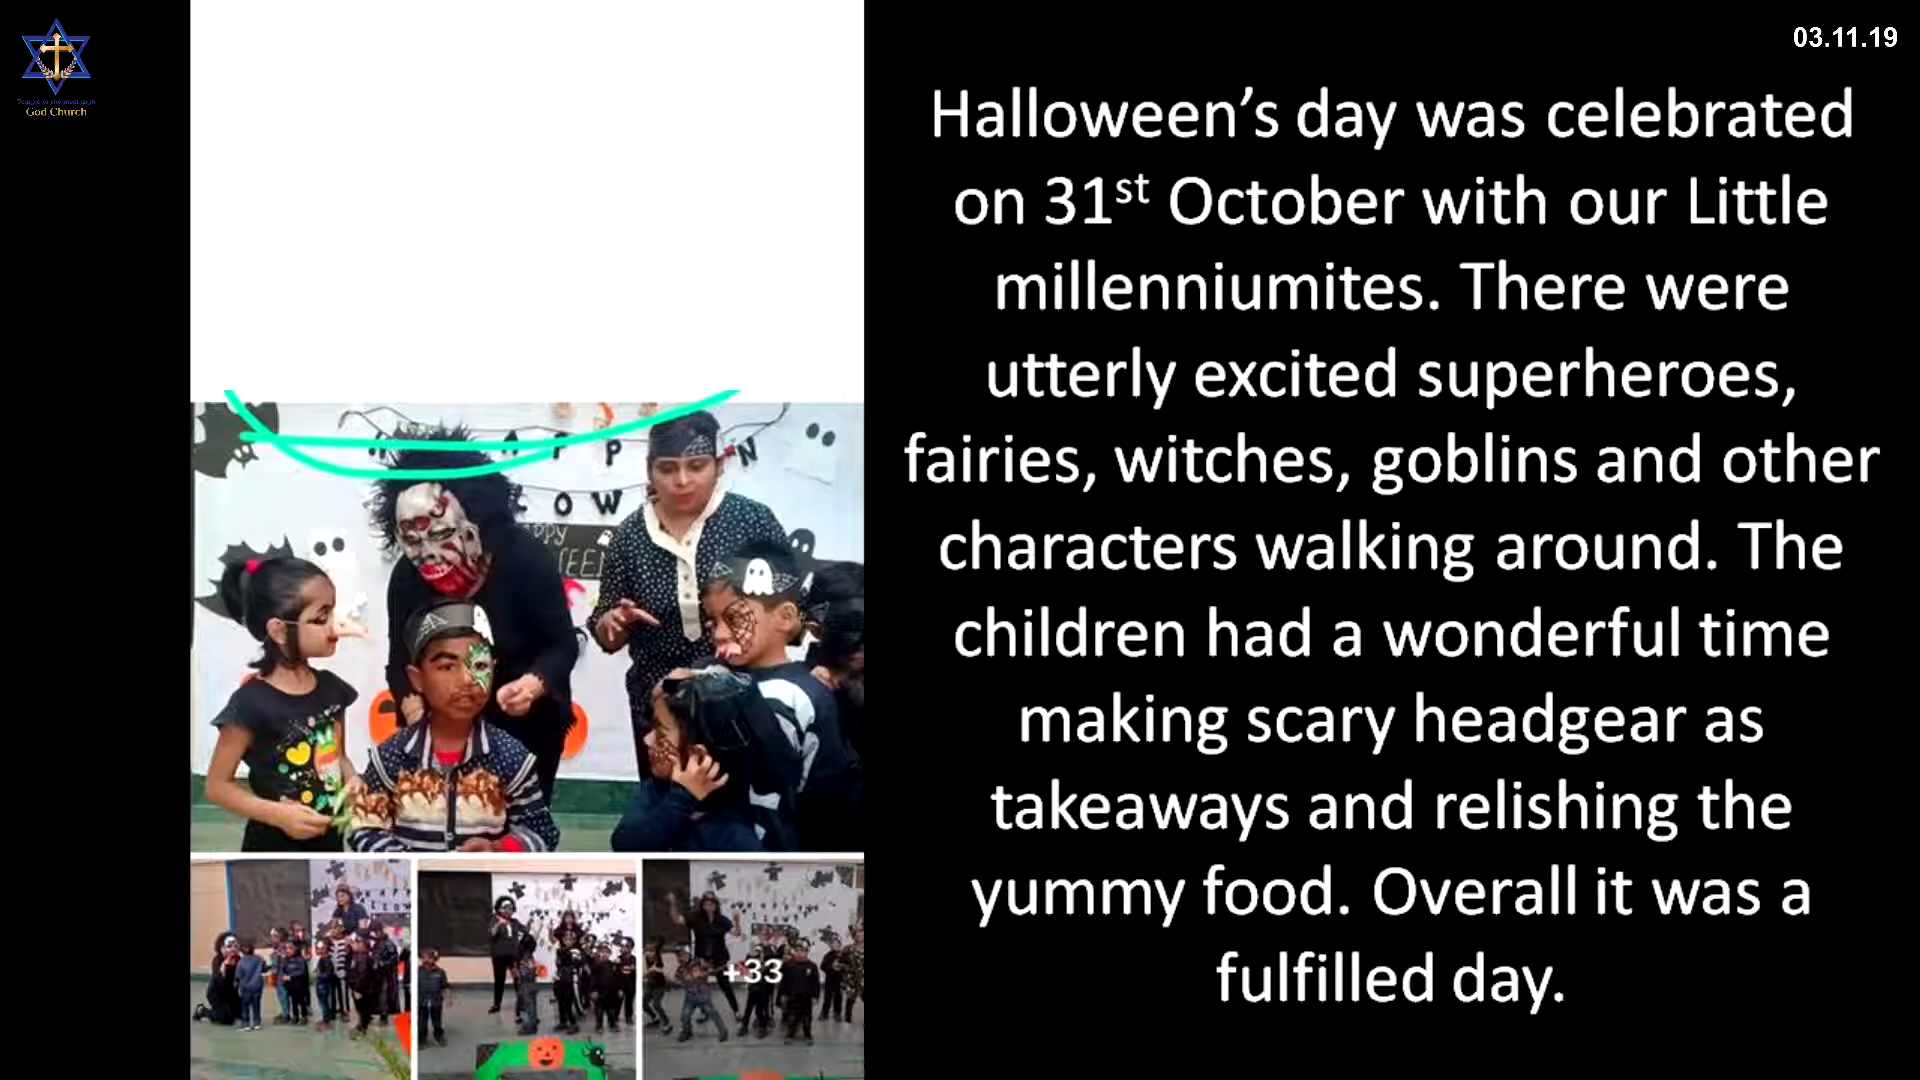 God Church
03.11.19
Halloween’s day was celebrated
on 31st October with our Little
millenniumites. There were
utterly excited superheroes,
fairies, witches, goblins and other
characters walking around. The
children had a wonderful time
making scary headgear as
takeaways and relishing the
yummy food. Overall it was a
fulfilled day.
H A P P N
OW
+33